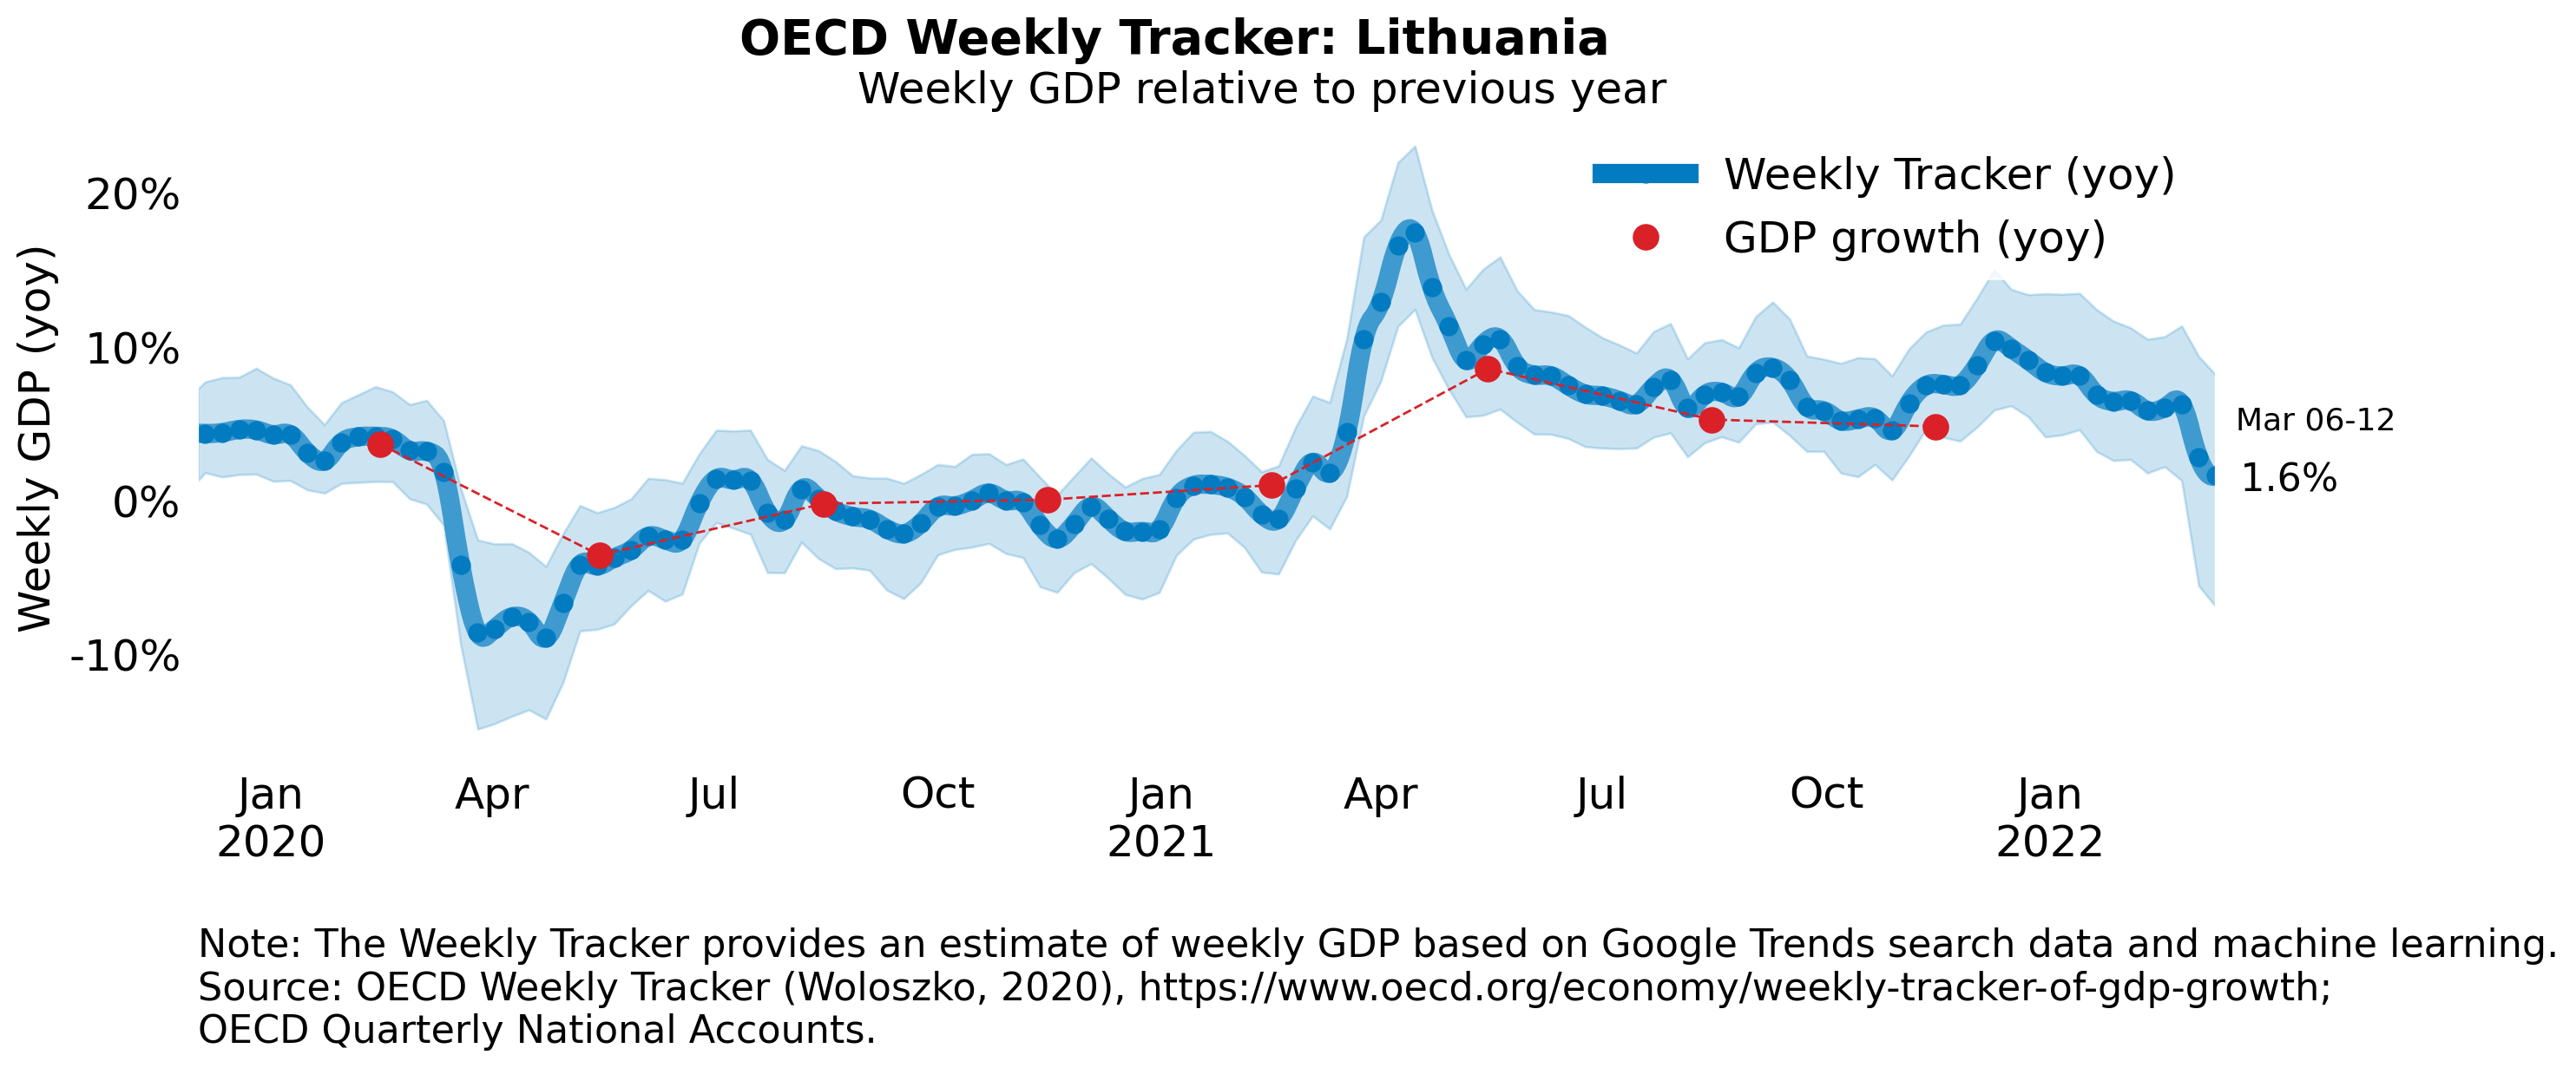 OECD Weekly Tracker: Lithuania
Weekly GDP relative to previous year
Weekly GDP (yoy)
20%
10%
0%
-10%
Weekly Tracker (yoy)
GDP growth (yoy)
Mar 06-12
1.6%
Jan Apr Jul Oct Jan Apr Jul Oct Jan
2020 2021 2022
Note: The Weekly Tracker provides an estimate of weekly GDP based on Google Trends search data and machine learning.
Source: OECD Weekly Tracker (Woloszko, 2020), https://www.oecd.org/economy/weekly-tracker-of-gdp-growth;
OECD Quarterly National Accounts.